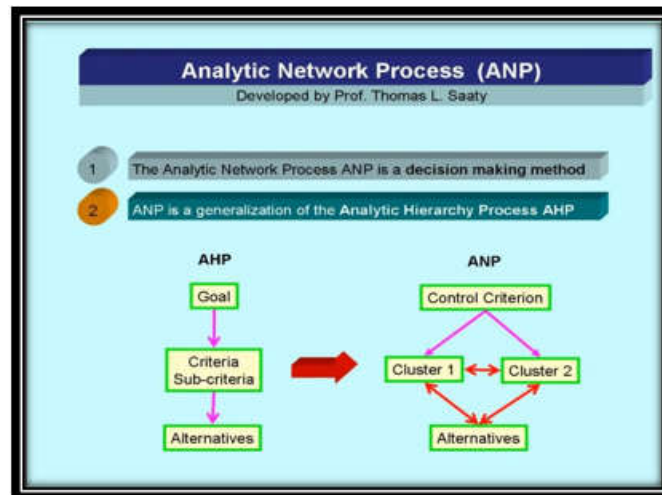 Analytic Network Process (ANP)
Developed by Prof. Thomas L. Saaty
1
The Analytic Network Process ANP is a decision making method
2
ANP is a generalization of the Analytic Hierarchy Process AHP
AHP
Goal
Criteria
Sub-criteria
Alternatives
ANP
Control Criterion
Cluster 1
Cluster 2
Alternatives